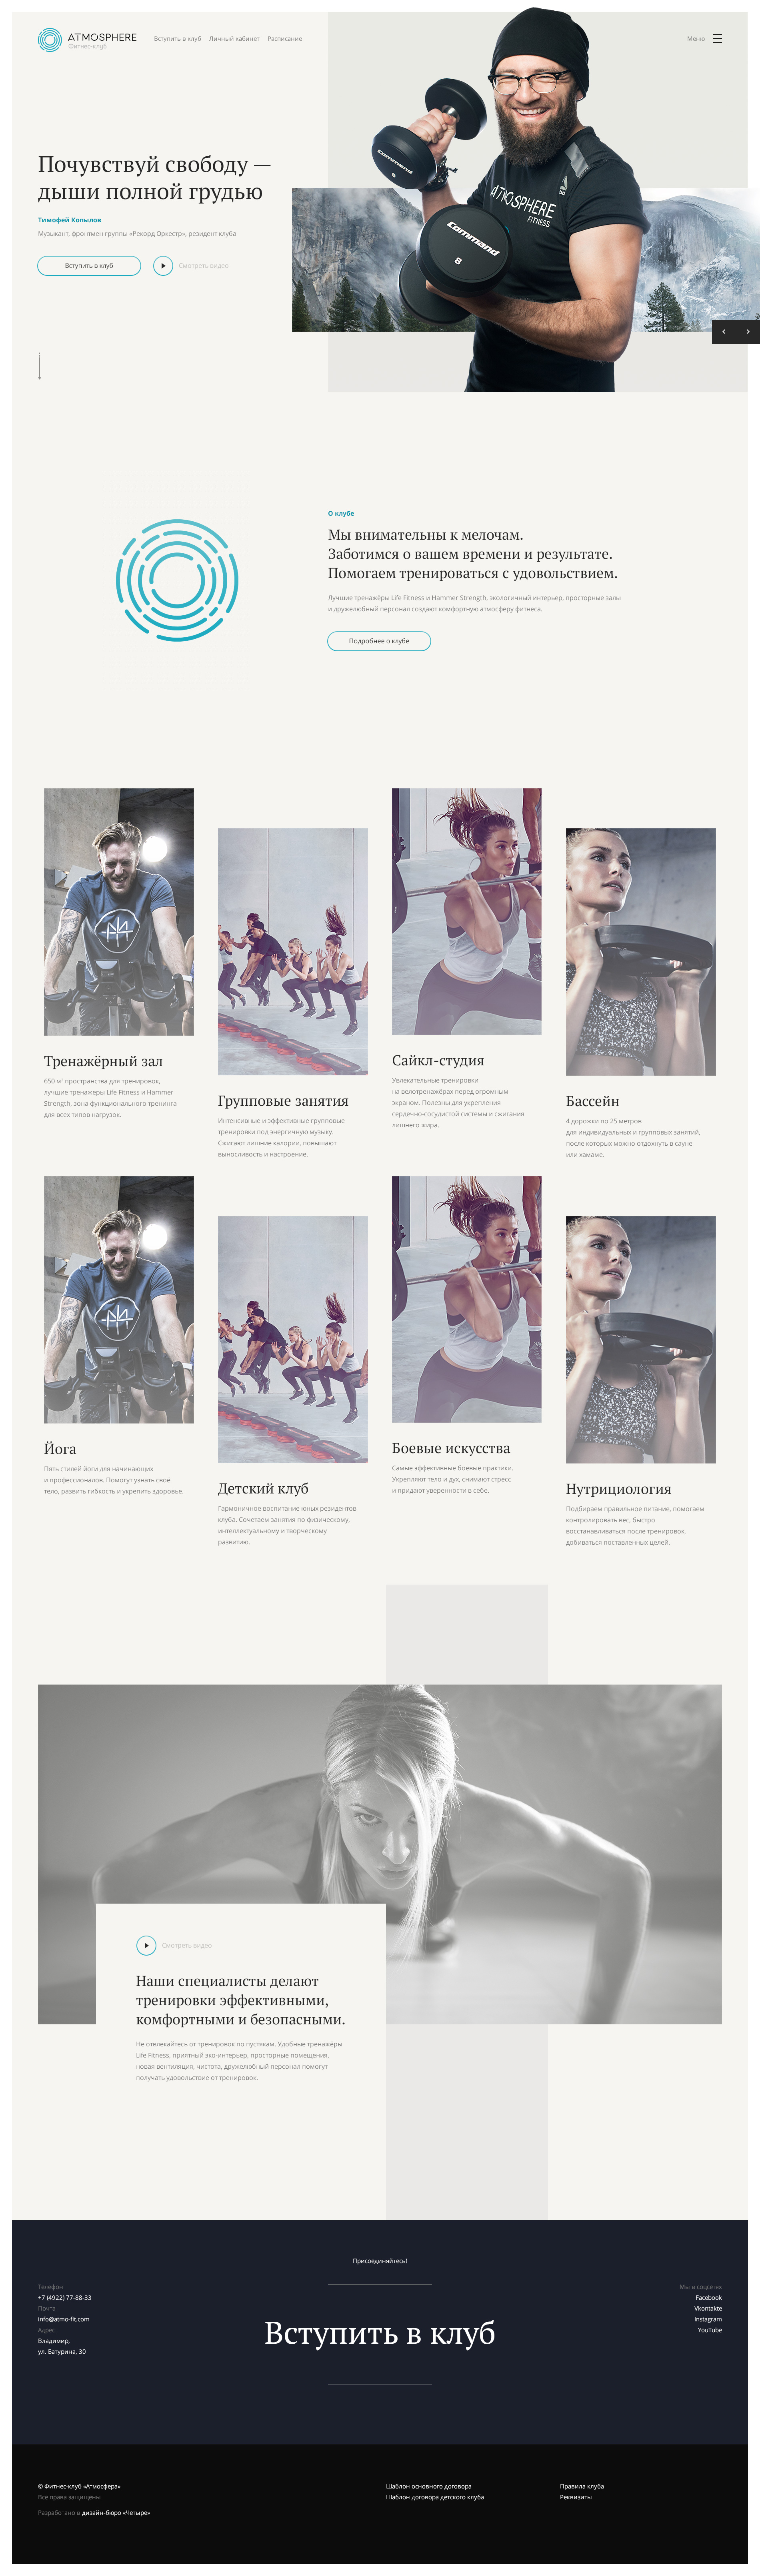 ATMOSPHERE
Фитнес-клуб
Вступить в клуб Личный кабинет Расписание
Меню
Почувствуй свободу —
дыши полной грудью
Тимофей Копылов
Музыкант, фронтмен группы «Рекорд Оркестр», резидент клуба
Вступить в клуб
Смотреть видео
Command
6
ATMOSPHERE
FITNESS
Command
8
О клубе
Мы внимательны к мелочам.
Заботимся о вашем времени и результате.
Помогаем тренироваться с удовольствием.
Лучшие тренажёры Life Fitness и Hammer Strength, экологичный интерьер, просторные залы
и дружелюбный персонал создают комфортную атмосферу фитнеса.
Подробнее о клубе
Тренажёрный зал
650 м² пространства для тренировок,
лучшие тренажеры Life Fitness и Hammer
Strength, зона функционального тренинга
для всех типов нагрузок.
Групповые занятия
Интенсивные и эффективные групповые
тренировки под энергичную музыку.
Сжигают лишние калории, повышают
выносливость и настроение.
Сайкл-студия
Увлекательные тренировки
на велотренажёрах перед огромным
экраном. Полезны для укрепления
сердечно-сосудистой системы и сжигания
лишнего жира.
Бассейн
4 дорожки по 25 метров
для индивидуальных и групповых занятий,
после которых можно отдохнуть в сауне
или хамаме.
Йога
Пять стилей йоги для начинающих
и профессионалов. Помогут узнать своё
тело, развить гибкость и укрепить здоровье.
Детский клуб
Гармоничное воспитание юных резидентов
клуба. Сочетаем занятия по физическому,
интеллектуальному и творческому
развитию.
Боевые искусства
Самые эффективные боевые практики.
Укрепляют тело и дух, снимают стресс
и придают уверенности в себе.
Нутрициология
Подбираем правильное питание, помогаем
контролировать вес, быстро
восстанавливаться после тренировок,
добиваться поставленных целей.
Смотреть видео
Наши специалисты делают
тренировки эффективными,
комфортными и безопасными.
Не отвлекайтесь от тренировок по пустякам. Удобные тренажёры
Life Fitness, приятный эко-интерьер, просторные помещения,
новая вентиляция, чистота, дружелюбный персонал помогут
получать удовольствие от тренировок.
Присоединяйтесь!
Вступить в клуб
Телефон
+7 (4922) 77-88-33
Почта
info@atmo-fit.com
Адрес
Владимир,
ул. Батурина, 30
Мы в соцсетях
Facebook
Vkontakte
Instagram
YouTube
© Фитнес-клуб «Атмосфера»
Все права защищены
Разработано в дизайн-бюро «Четыре»
Шаблон основного договора
Шаблон договора детского клуба
Правила клуба
Реквизиты